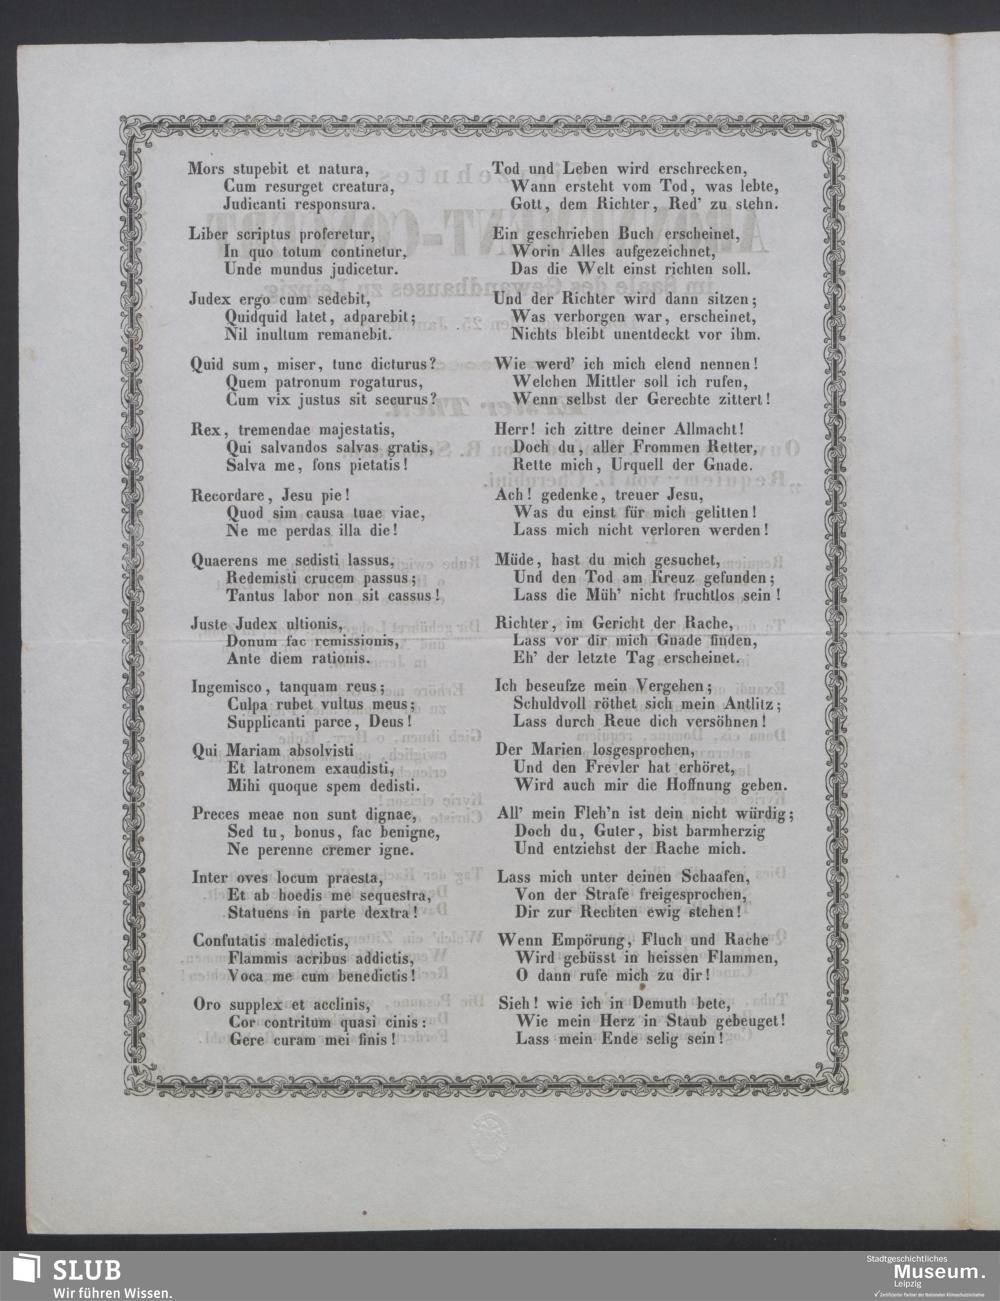 Mors stupebit et natura,
Cum resurget creatura,
Judicanti responsura.
Liber scriptus proferetur,
In quo totum continetur,
Unde mundus judicetur.
Judex ergo cum sedebit,
Quidquid latet, adparebit;
Nil inultum remanebit.
Quid sum, miser, tunc dicturus?
Quem patronum rogaturus,
Cum vix justus sit securus?
Rex, tremendae majestatis,
Qui salvandos salvas gratis,
Salva me, fons pietatis!
Recordare, Jesu pie!
Quod sim causa tuae viae,
Ne me perdas illa die!
Quaerens me sedisti lassus,
Redemisti crucem passus;
Tantus labor non sit cassus!
Juste Judex ultionis,
Donum fac remissionis,
Ante diem rationis.
Ingemisco, tanquam reus;
Culpa rubet vultus meus;
Supplicanti parce, Deus!
Qui Mariam absolvisti
Et latronem exaudisti,
Mihi quoque spem dedisti.
Preces meae non sunt dignae,
Sed tu, bonus, fac benigne,
Ne perenne cremer igne.
Inter oves locum praesta,
Et ab hoedis me sequestra,
Statuens in parte dextra!
Confutatis maledictis,
Flammis acribus addictis,
Voca me cum benedictis!
Oro supplex et acclinis,
Cor contritum quasi cinis:
Gere curam mei finis!
Tod und Leben wird erschrecken,
Wann ersteht vom Tod, was lebte,
Gott, dem Richter, Red' zu stehn.
Ein geschrieben Buch erscheinet,
Worin Alles aufgezeichnet,
Das die Welt einst richten soll.
Und der Richter wird dann sitzen;
Was verborgen war, erscheinet,
Nichts bleibt unentdeckt vor ihm.
Wie werd' ich mich elend nennen!
Welchen Mittler soll ich rufen,
Wenn selbst der Gerechte zittert!
Herr! ich zittre deiner Allmacht!
Doch du, aller Frommen Retter,
Rette mich, Urquell der Gnade.
Ach! gedenke, treuer Jesu,
Was du einst für mich gelitten!
Lass mich nicht verloren werden!
Müde, hast du mich gesuchet,
Und den Tod am Kreuz gefunden;
Lass die Müh' nicht fruchtlos sein!
Richter, im Gericht der Rache,
Lass vor dir mich Gnade finden,
Eh' der letzte Tag erscheinet.
Ich beseufze mein Vergehen;
Schuldvoll röthet sich mein Antlitz;
Lass durch Reue dich versöhnen!
Der Marien losgesprochen,
Und den Frevler hat erhöret,
Wird auch mir die Hoffnung geben.
All' mein Fleh'n ist dein nicht würdig;
Doch du, Guter, bist barmherzig
Und entziehst der Rache mich.
Lass mich unter deinen Schaafen,
Von der Strafe freigesprochen,
Dir zur Rechten ewig stehen!
Wenn Empörung, Fluch und Rache
Wird gebüsst in heissen Flammen,
O dann rufe mich zu dir!
Sieh! wie ich in Demuth bete,
Wie mein Herz in Staub gebeuget!
Lass mein Ende selig sein!
SLUB
Wir führen Wissen.
Stadtgeschichtliches
Museum.
Leipzig
Zertifizierter Partner der Nationalen Klimaschutzinitiative